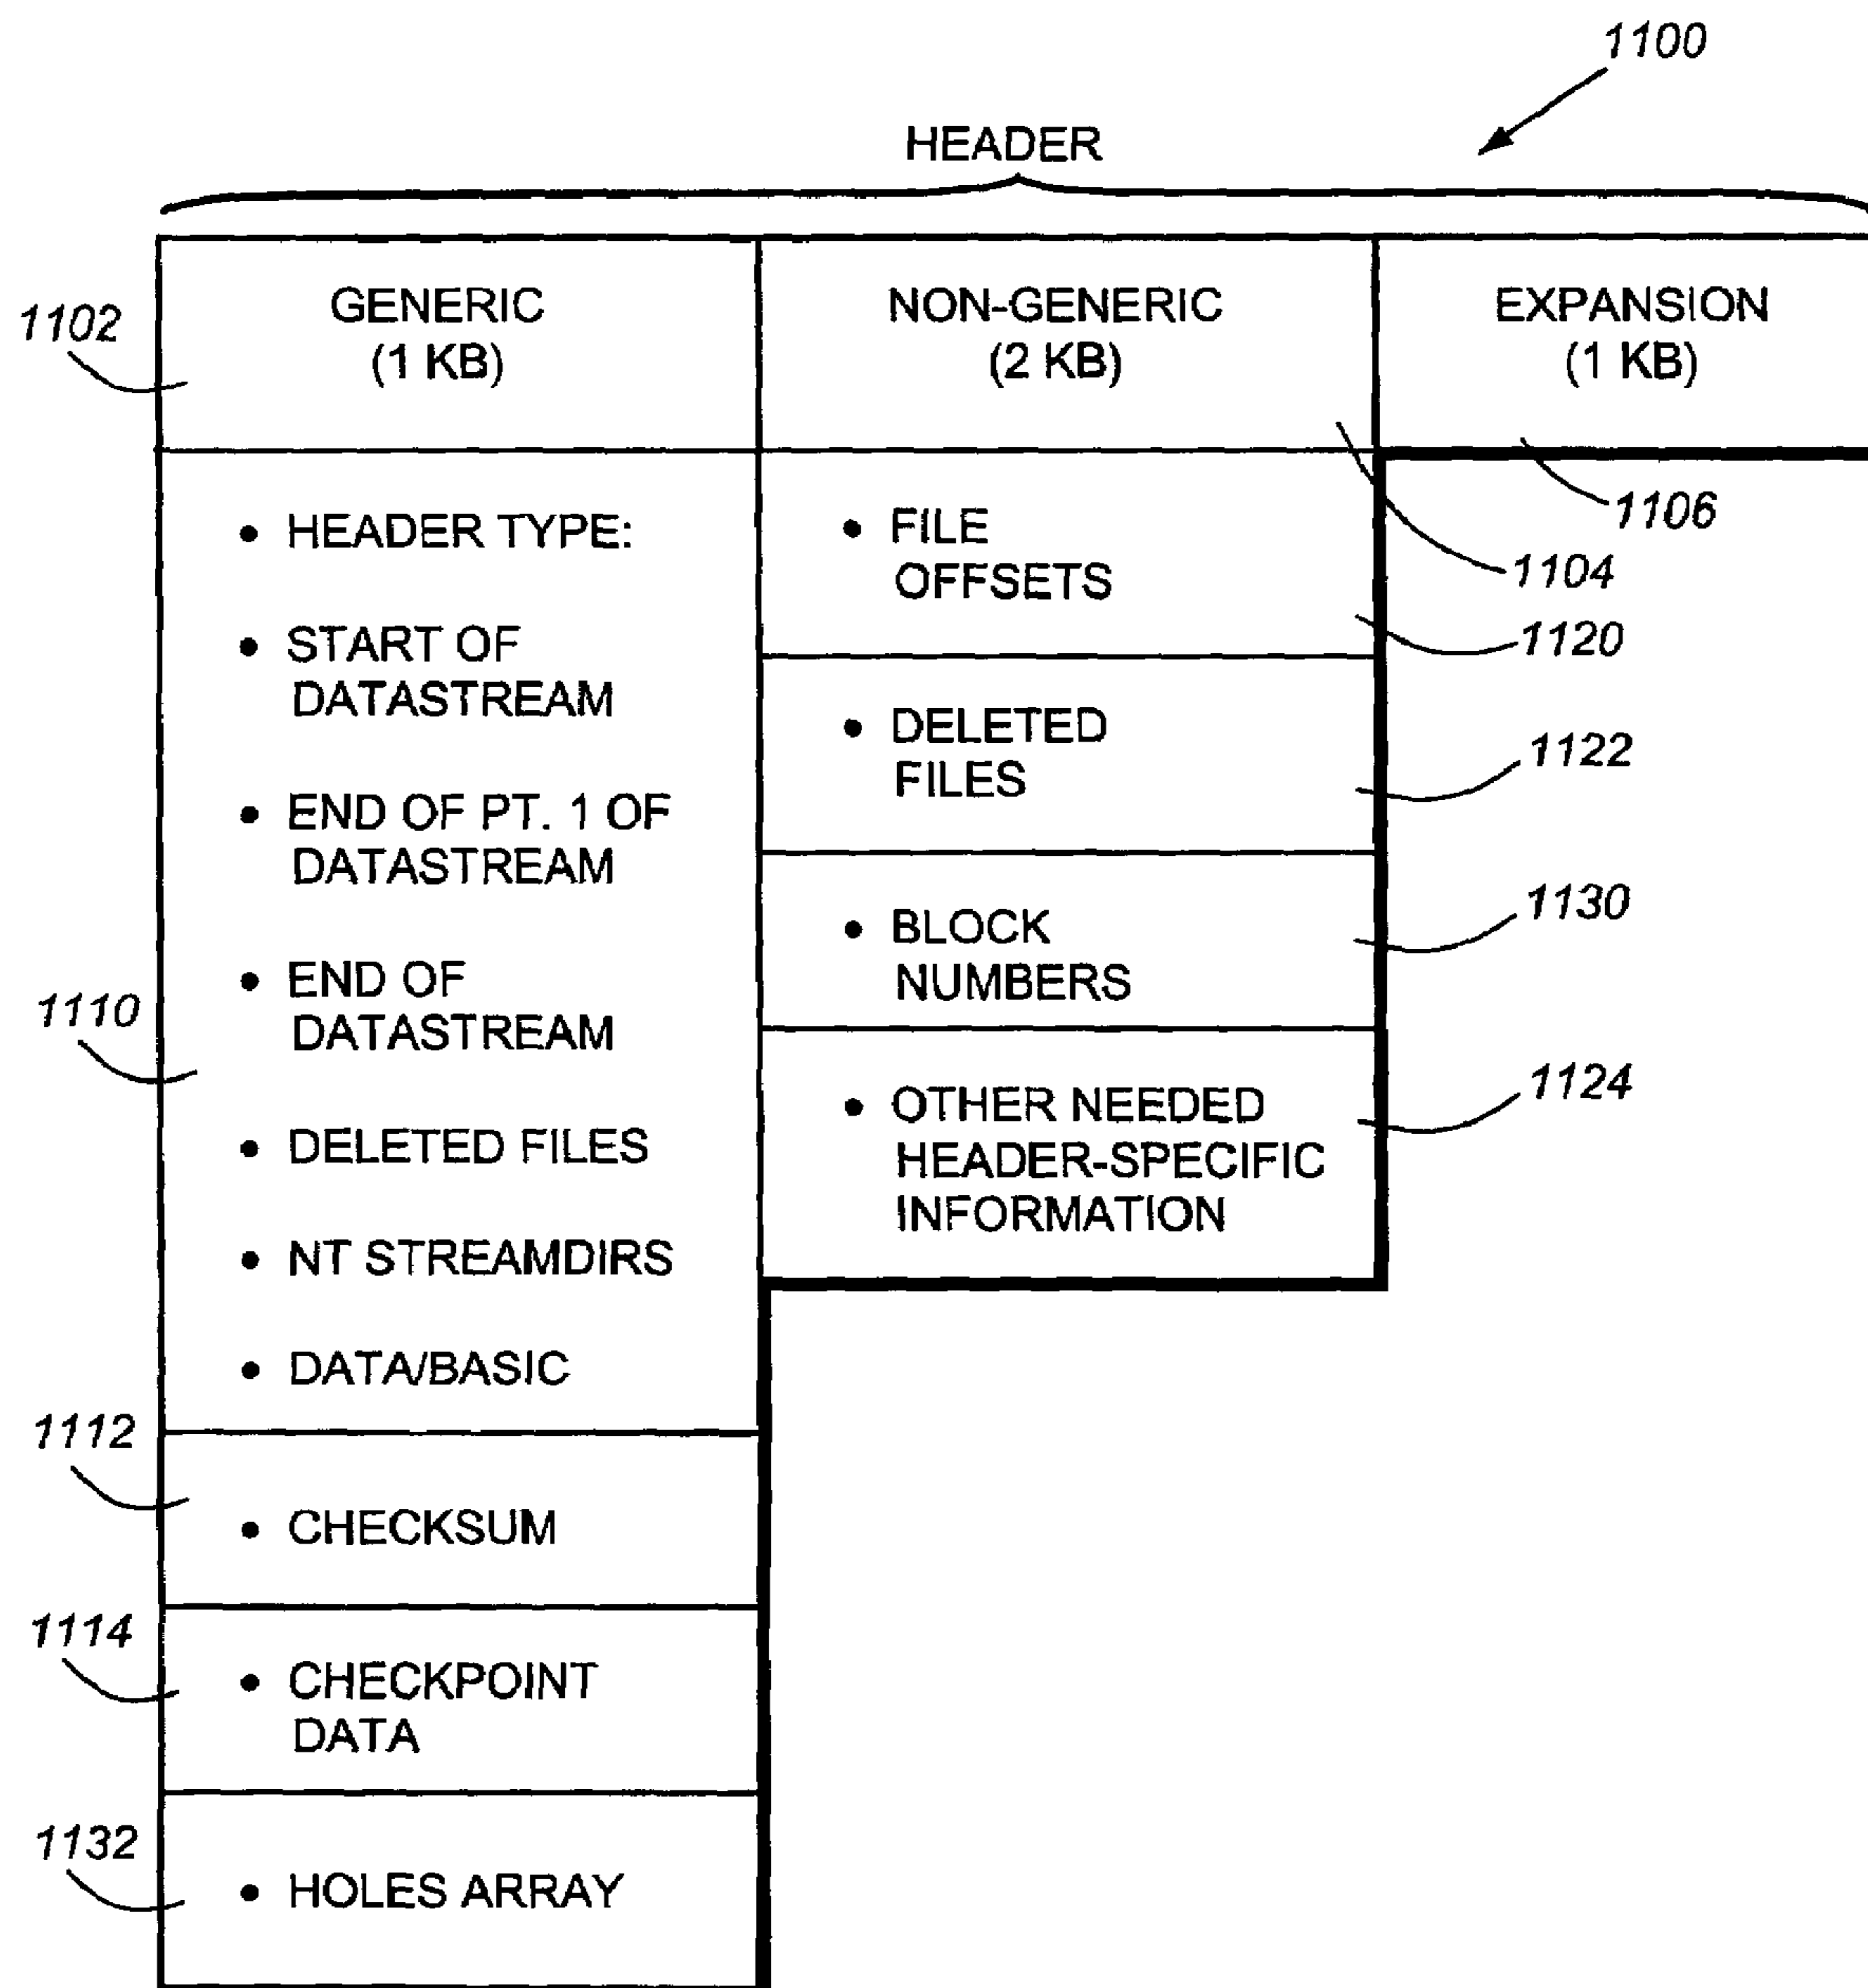 1100
HEADER
1102
GENERIC
(1 KB)
NON-GENERIC
(2 KB)
EXPANSION
(1 KB)
1106
1104
1110
• HEADER TYPE:
• START OF
DATASTREAM
• END OF PT. 1 OF
DATASTREAM
• END OF
DATASTREAM
• DELETED FILES
• NT STREAMDIRS
• DATA/BASIC
1112
• CHECKSUM
1114
• CHECKPOINT
DATA
1132
• HOLES ARRAY
• FILE
OFFSETS
1120
• DELETED
FILES
1122
• BLOCK
NUMBERS
1130
• OTHER NEEDED
HEADER-SPECIFIC
INFORMATION
1124